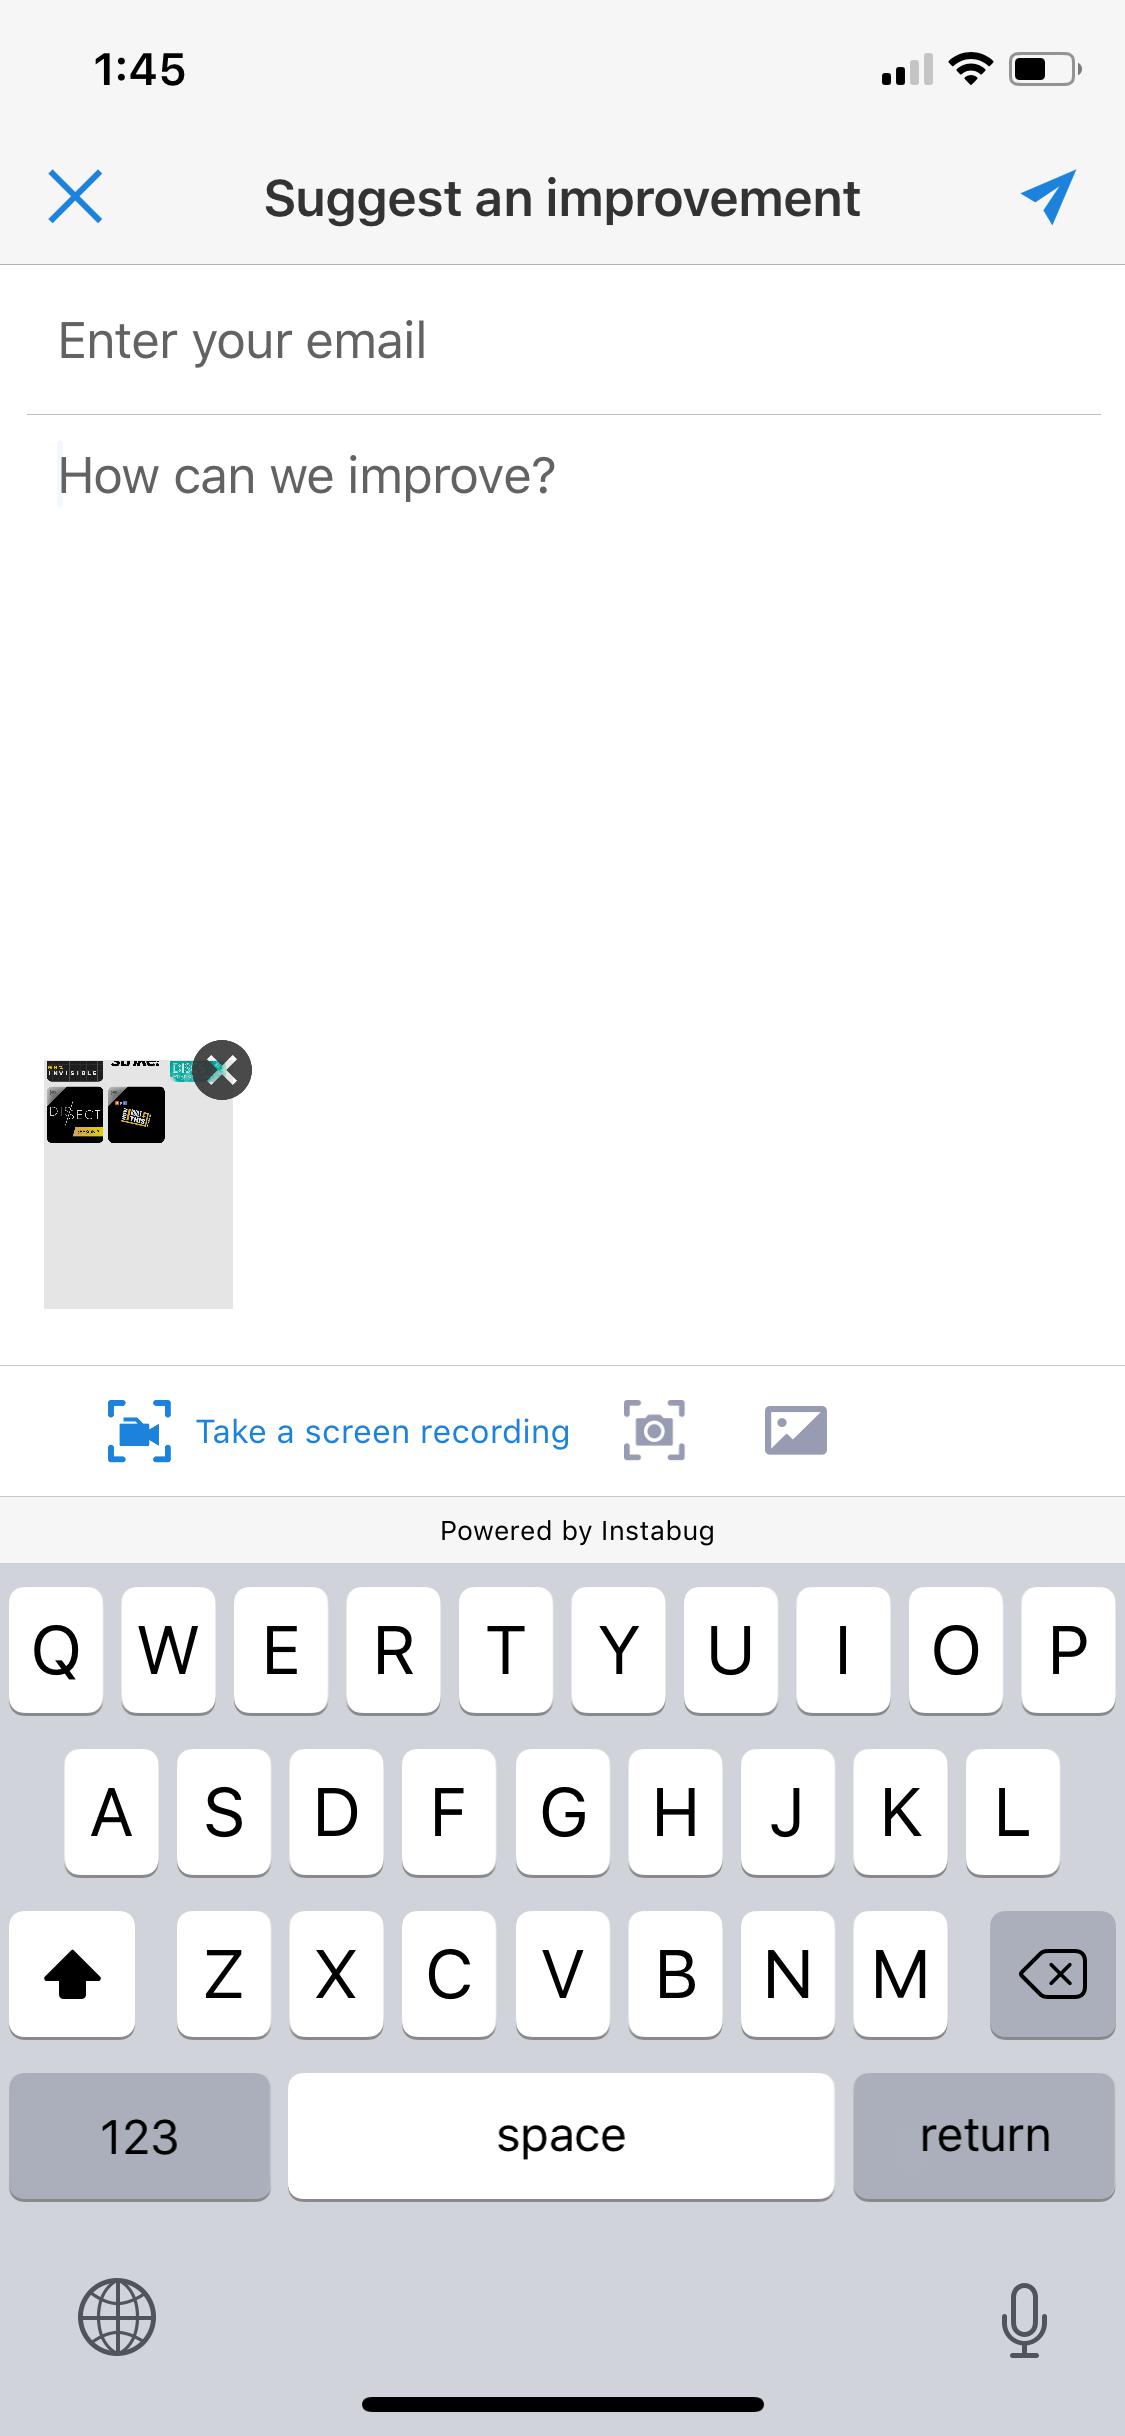 1:45
Suggest an improvement
Enter your email
How can we improve?
INVISIBLE
DISSECT
Take a screen recording
Powered by Instabug
Q W E R T Y U I O P
A S D F G H J K L
Z X C V B N M
123 space return